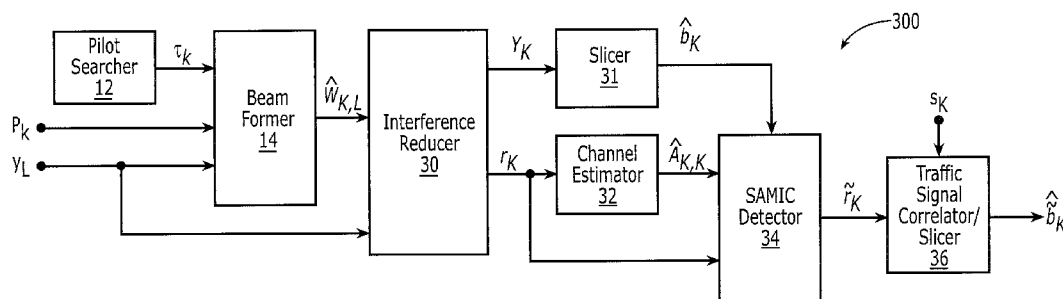 300
Pilot
Searcher
12
τk
Beam
Former
14
PK
yL
ŴK,L
Interference
Reducer
30
YK
rK
Slicer
31
b̂K
Channel
Estimator
32
ÂK,K
SAMIC
Detector
34
r̃K
sK
Traffic
Signal
Correlator/
Slicer
36
b̃̂k